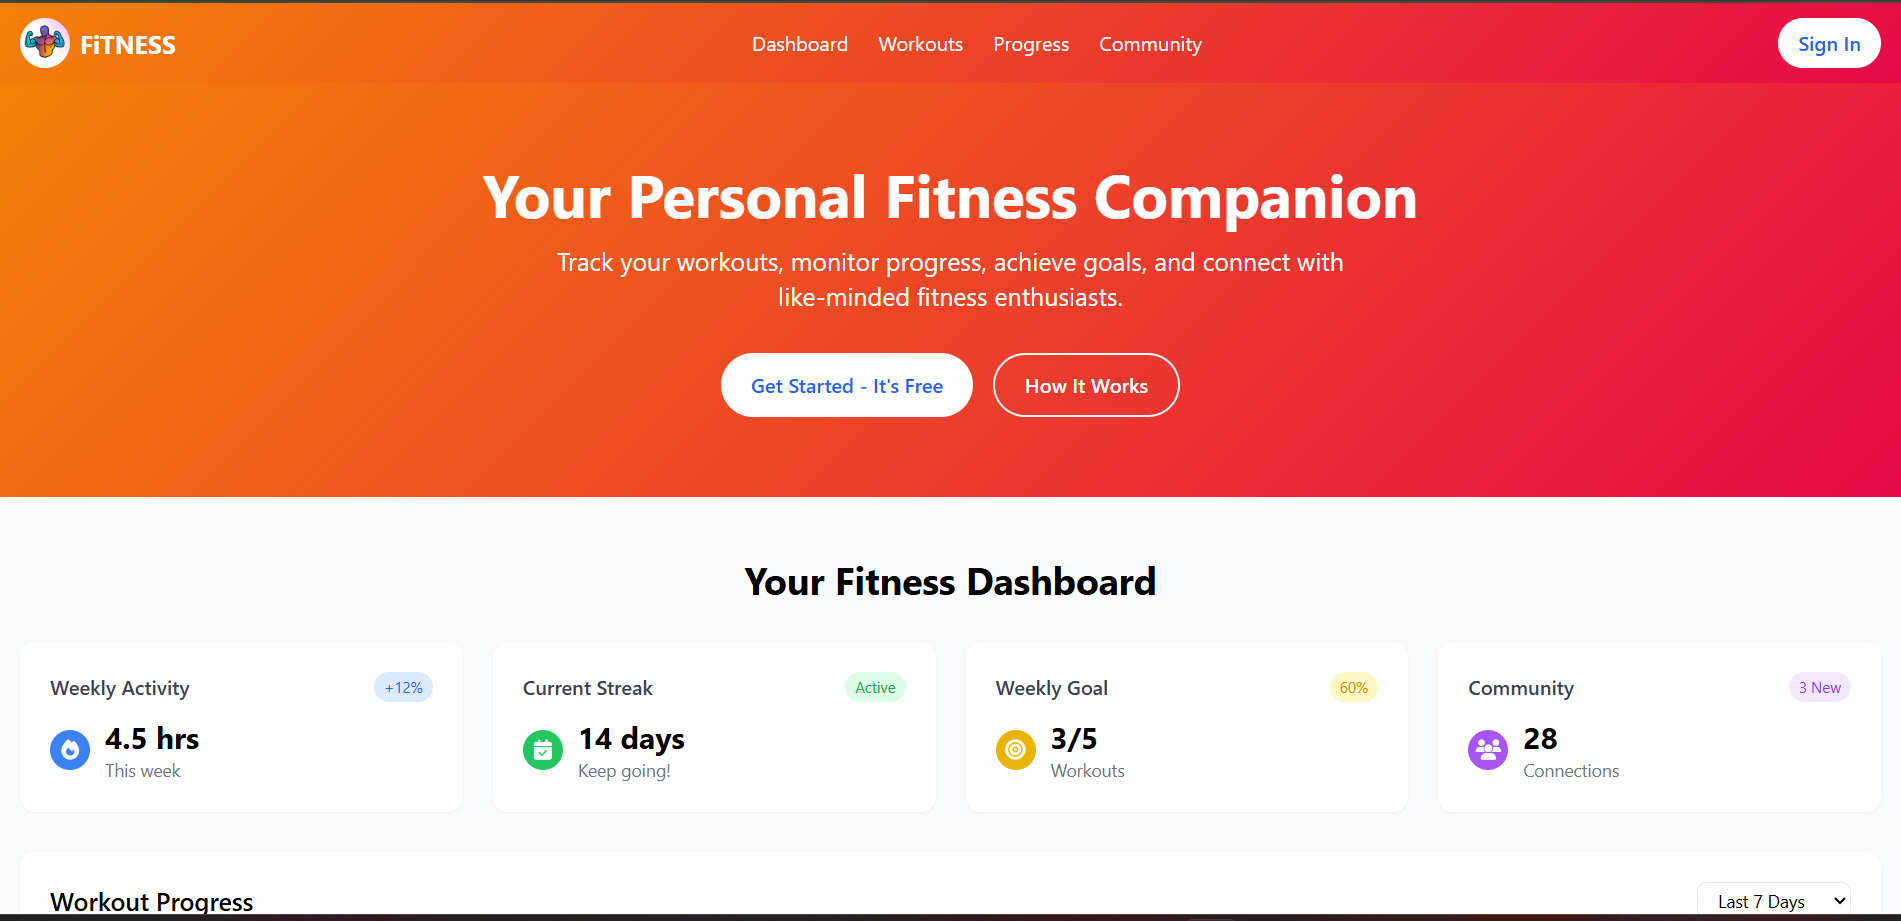 FiTNESS
Dashboard
Workouts
Progress
Community
Sign In
Your Personal Fitness Companion
Track your workouts, monitor progress, achieve goals, and connect with
like-minded fitness enthusiasts.
Get Started - It's Free
How It Works
Your Fitness Dashboard
Weekly Activity
+12%
4.5 hrs
This week
Current Streak
Active
14 days
Keep going!
Weekly Goal
60%
3/5
Workouts
Community
3 New
28
Connections
Workout Progress
Last 7 Days